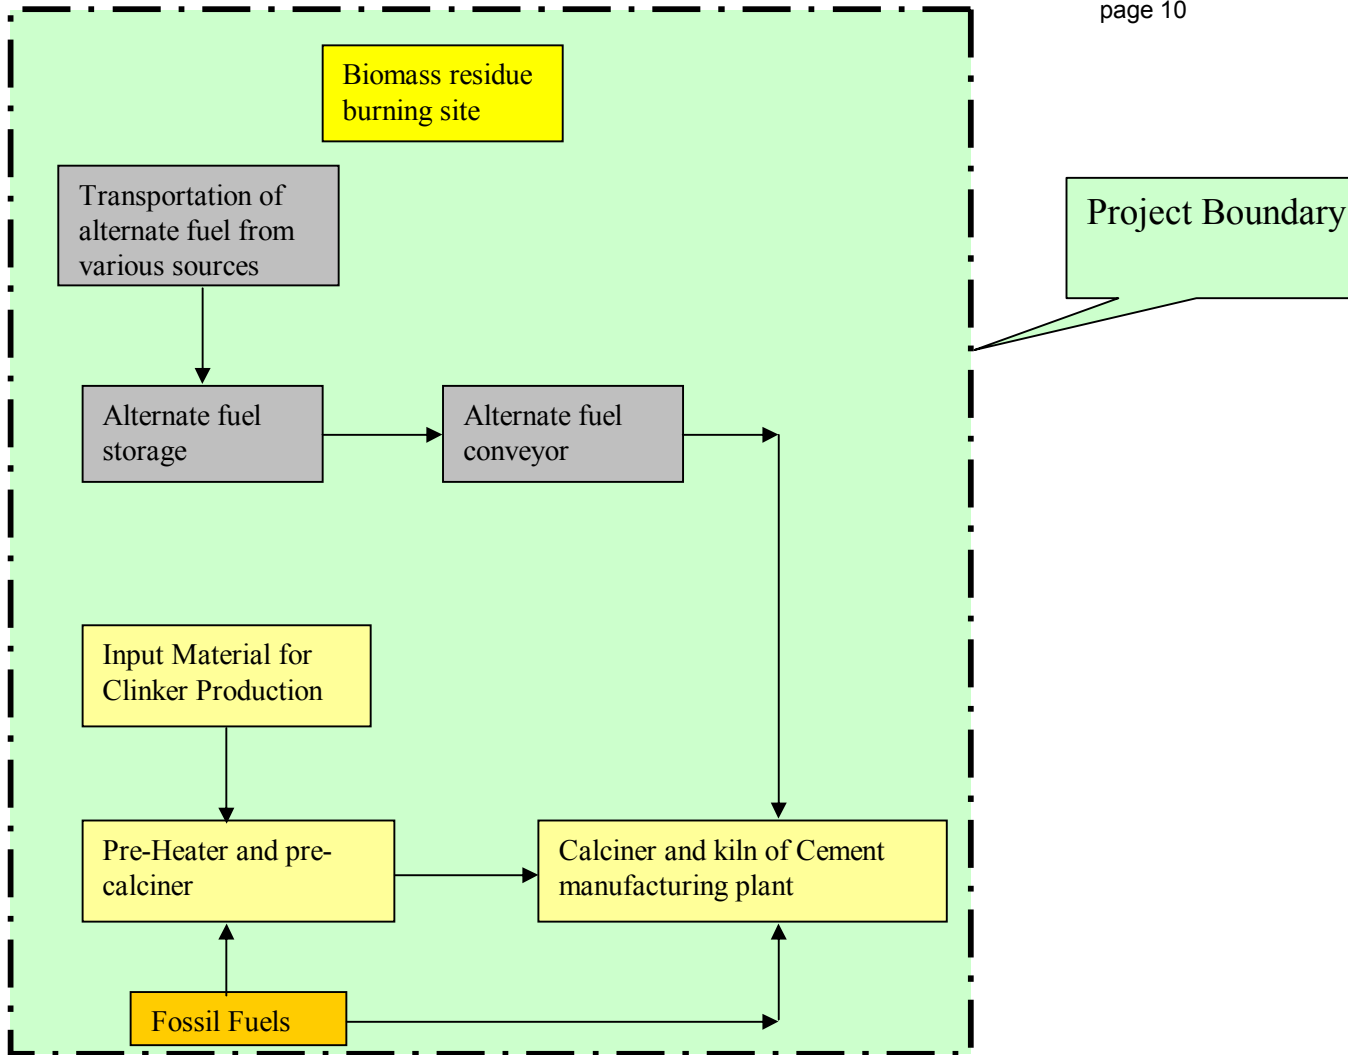 page 10
Biomass residue
burning site
Transportation of
alternate fuel from
various sources
Project Boundary
Alternate fuel
storage
Alternate fuel
conveyor
Input Material for
Clinker Production
Pre-Heater and pre-
calciner
Calciner and kiln of Cement
manufacturing plant
Fossil Fuels